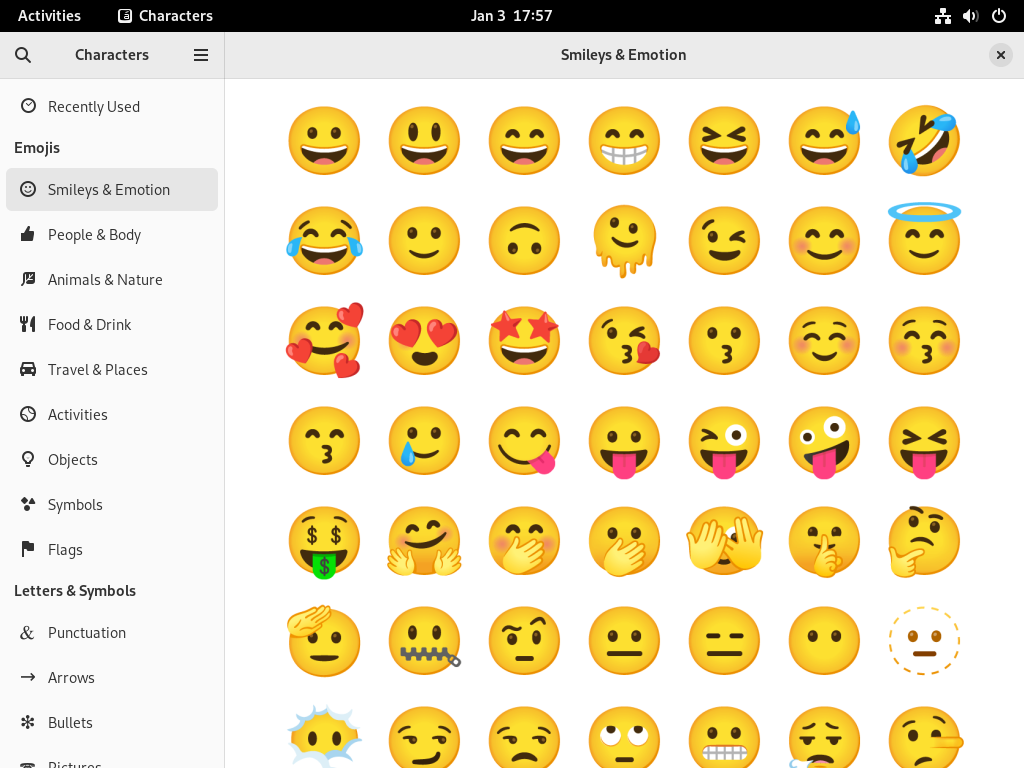 Activities
Characters
Jan 3 17:57
Characters
Smileys & Emotion
Recently Used
Emojis
Smileys & Emotion
People & Body
Animals & Nature
Food & Drink
Travel & Places
Activities
Objects
Symbols
Flags
Letters & Symbols
Punctuation
Arrows
Bullets
Pictures